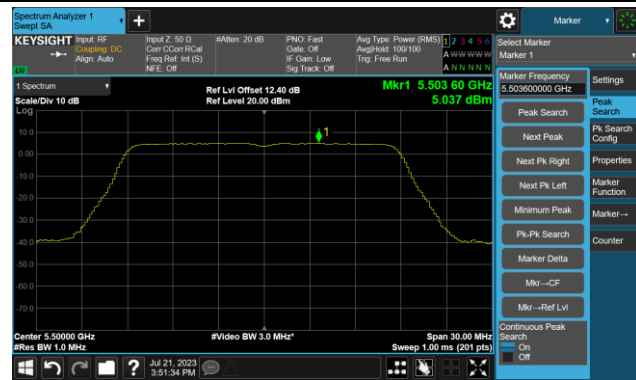 Spectrum Analyzer 1
Swept SA
Marker
KEYSIGHT
Input: RF
Coupling: DC
Align: Auto
Input Z: 50 Ω
Corr CCorr RCal
Freq Ref: Int (S)
NFE: Off
#Atten: 20 dB
PNO: Fast
Gate: Off
IF Gain: Low
Sig Track: Off
Avg Type: Power (RMS)
Avg|Hold: 100/100
Trig: Free Run
1 2 3 4 5 6
A W W W W W
A N N N N N
LXI
1 Spectrum
Scale/Div 10 dB
Log
Ref Lvl Offset 12.40 dB
Ref Level 20.00 dBm
Mkr1 5.503 60 GHz
5.037 dBm
10.0
0.00
-10.0
-20.0
-30.0
-40.0
-50.0
-60.0
-70.0
1
Center 5.50000 GHz
#Res BW 1.0 MHz
#Video BW 3.0 MHz*
Span 30.00 MHz
Sweep 1.00 ms (201 pts)
Select Marker
Marker 1
Marker Frequency
5.503600000 GHz
Peak Search
Next Peak
Next Pk Right
Next Pk Left
Minimum Peak
Pk-Pk Search
Marker Delta
Mkr→CF
Mkr→Ref Lvl
Continuous Peak
Search
On
Off
Settings
Peak
Search
Pk Search
Config
Properties
Marker
Function
Marker→
Counter
Jul 21, 2023
3:51:34 PM